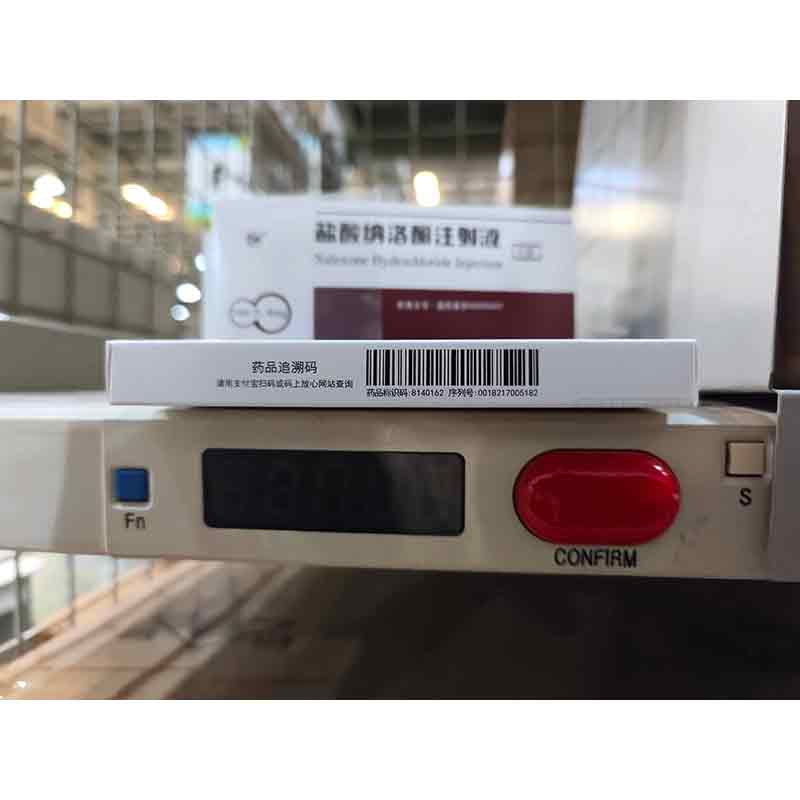 盐酸纳洛酮注射液
Naloxone Hydrochloride Injection
药品追溯码
请用支付宝扫码或码上放心网站查询
药品标识码:8140162 序列号:0018217005182
Fn
CONFIRM
S